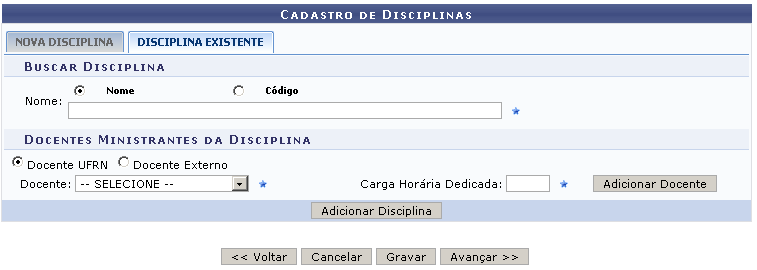 CADASTRO DE DISCIPLINAS
NOVA DISCIPLINA DISCIPLINA EXISTENTE
BUSCAR DISCIPLINA
Nome Código
Nome:
DOCENTES MINISTRANTES DA DISCIPLINA
Docente UFRN Docente Externo
Docente: -- SELECIONE -- Carga Horária Dedicada: Adicionar Docente
Adicionar Disciplina
<< Voltar Cancelar Gravar Avançar >>